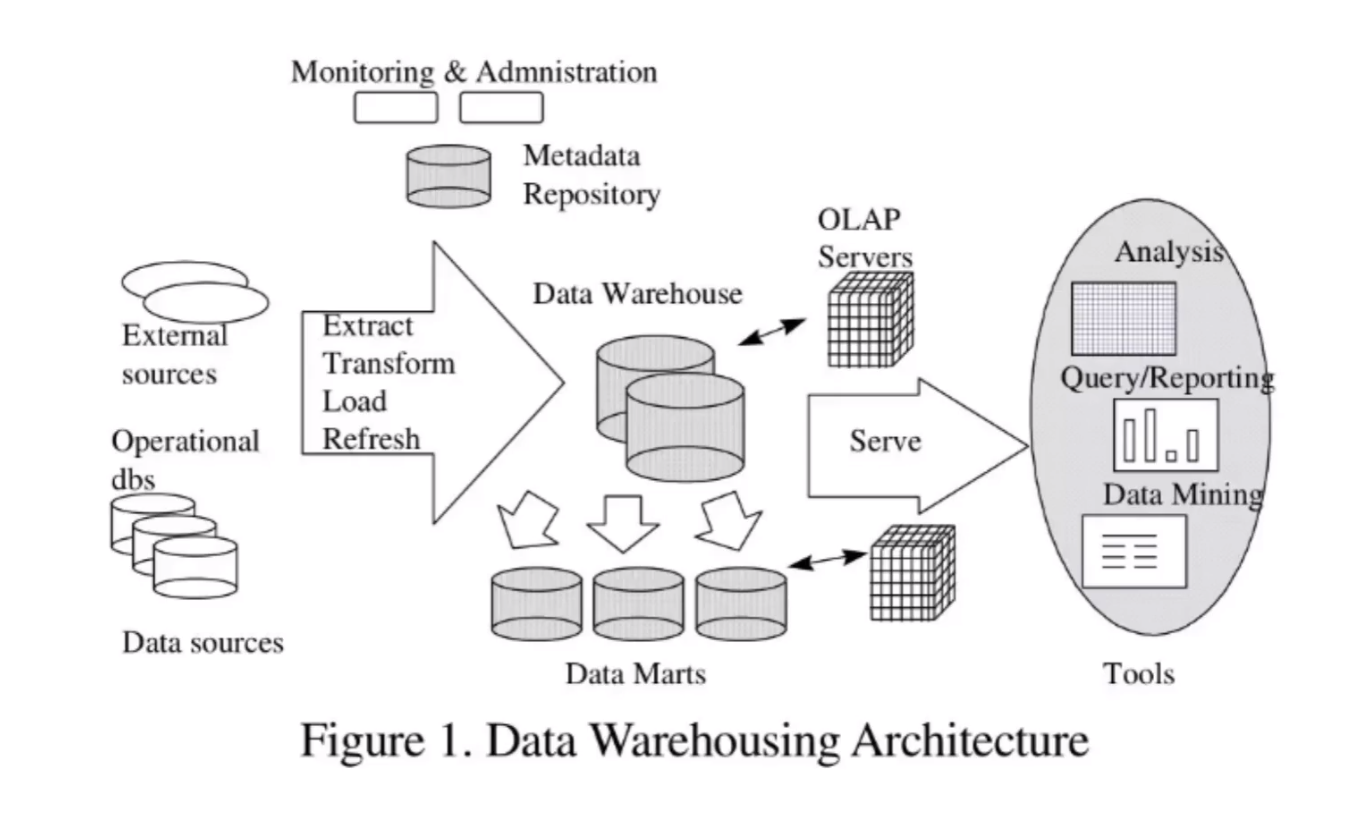 Monitoring & Admnistration
Metadata
Repository
OLAP
Servers
Analysis
Data Warehouse
External
sources
Extract
Transform
Load
Refresh
Query/Reporting
Operational
dbs
Serve
Data Mining
Data sources
Data Marts
Tools
Figure 1. Data Warehousing Architecture